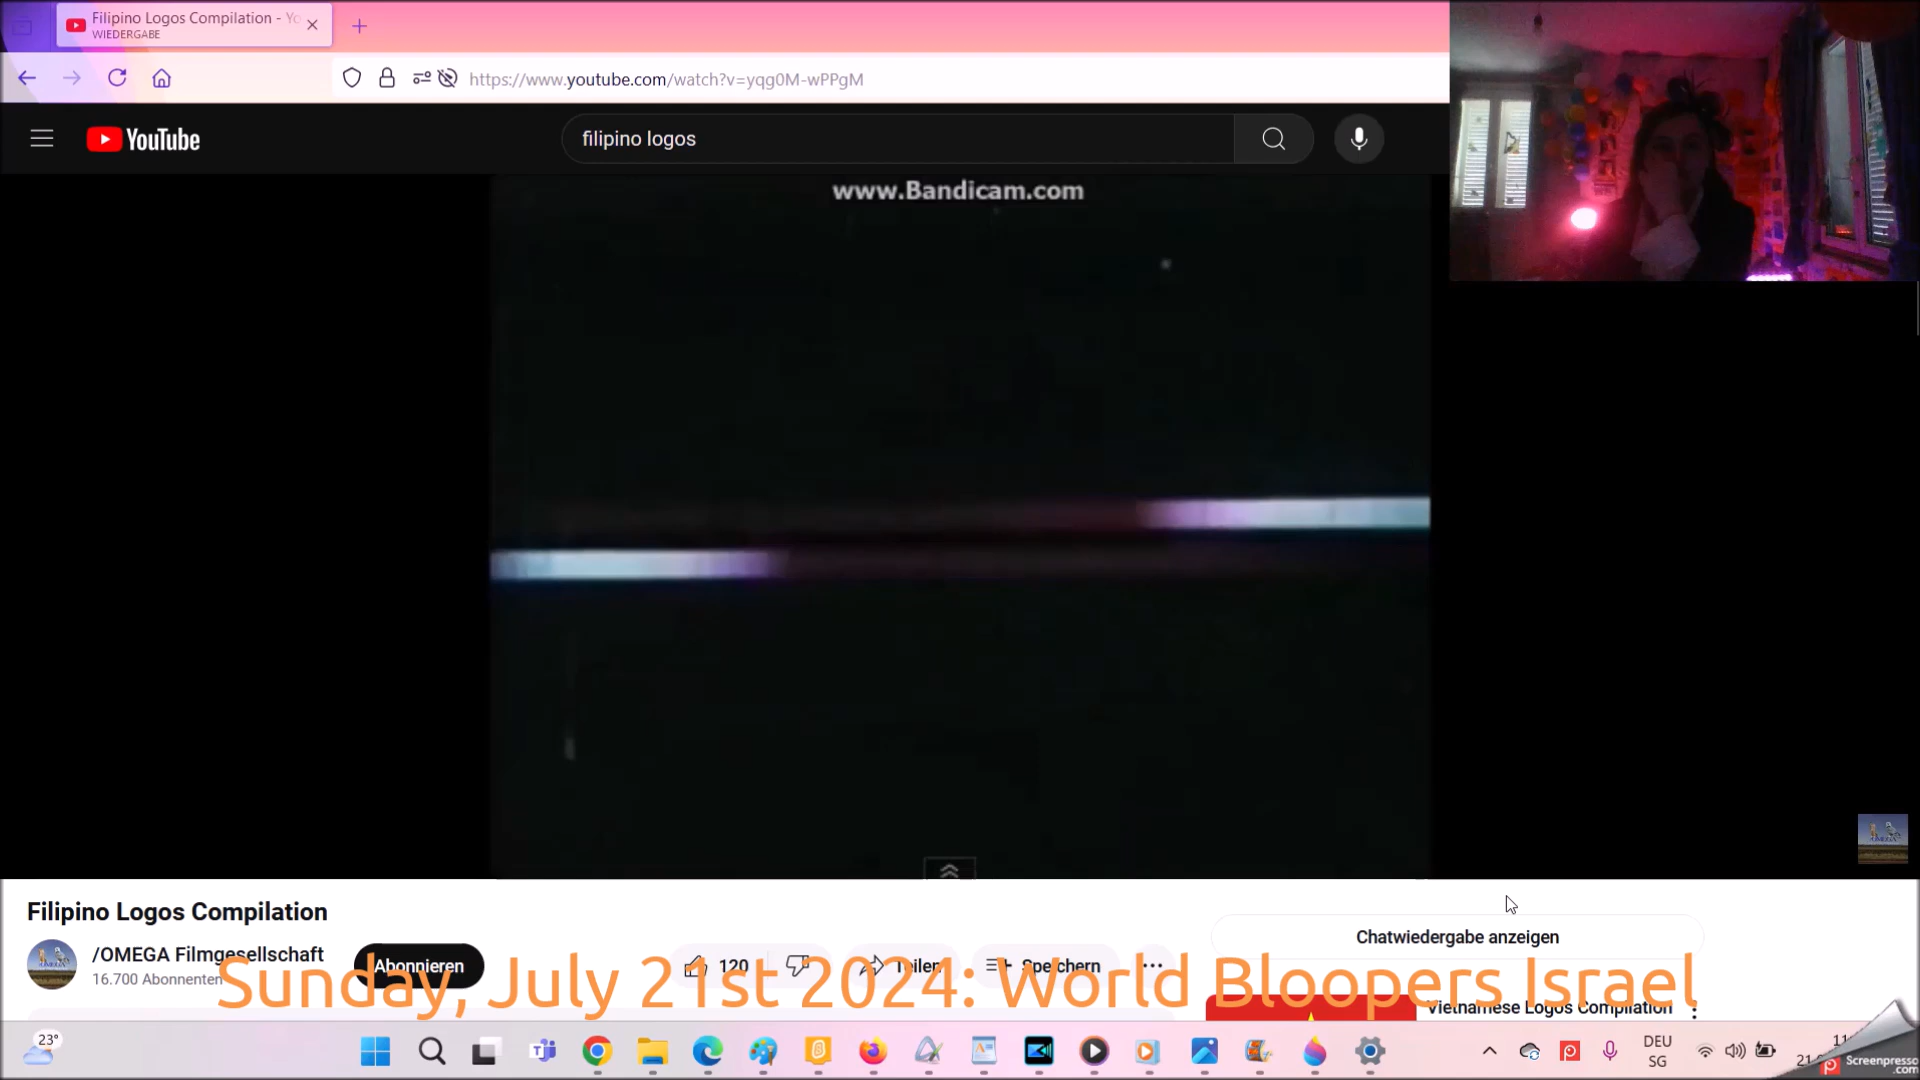 Filipino Logos Compilation - Yo
WIEDERGABE
https://www.youtube.com/watch?v=yqg0M-wPPgM
YouTube
filipino logos
www.Bandicam.com
Filipino Logos Compilation
/OMEGA Filmgesellschaft
16.700 Abonnenten
Abonnieren
120
Teilen
Speichern
Chatwiedergabe anzeigen
Sunday, July 21st 2024: World Bloopers Israel
Vietnamese Logos Compilation
23°
DEU
SG
Screenpresso
.com